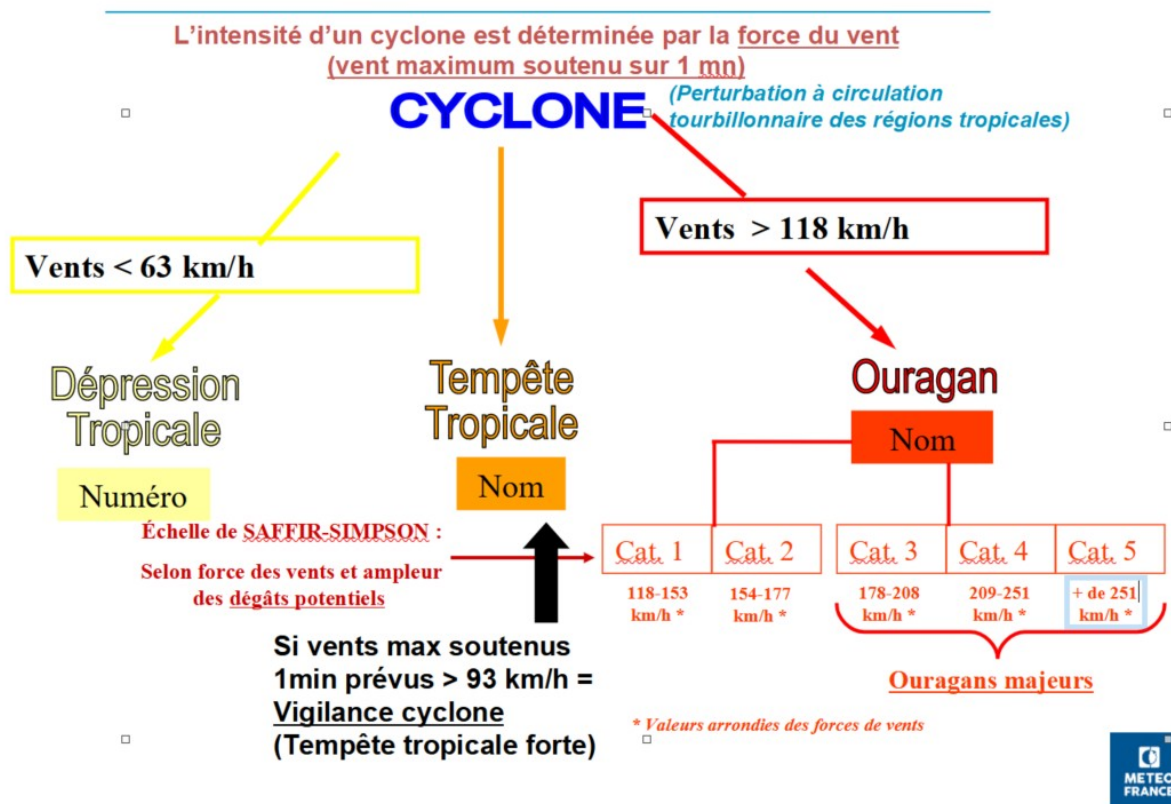 L'intensité d'un cyclone est déterminée par la force du vent
(vent maximum soutenu sur 1 mn)
CYCLONE
(Perturbation à circulation
tourbillonnaire des régions tropicales)
Vents < 63 km/h
Vents > 118 km/h
Dépression
Tropicale
Numéro
Tempête
Tropicale
Nom
Ouragan
Nom
Échelle de SAFFIR-SIMPSON :
Selon force des vents et ampleur
des dégâts potentiels
Cat. 1
Cat. 2
Cat. 3
Cat. 4
Cat. 5
118-153
km/h *
154-177
km/h *
178-208
km/h *
209-251
km/h *
+ de 251
km/h *
Ouragans majeurs
Si vents max soutenus
1min prévus > 93 km/h =
Vigilance cyclone
(Tempête tropicale forte)
* Valeurs arrondies des forces de vents
METEO
FRANCE